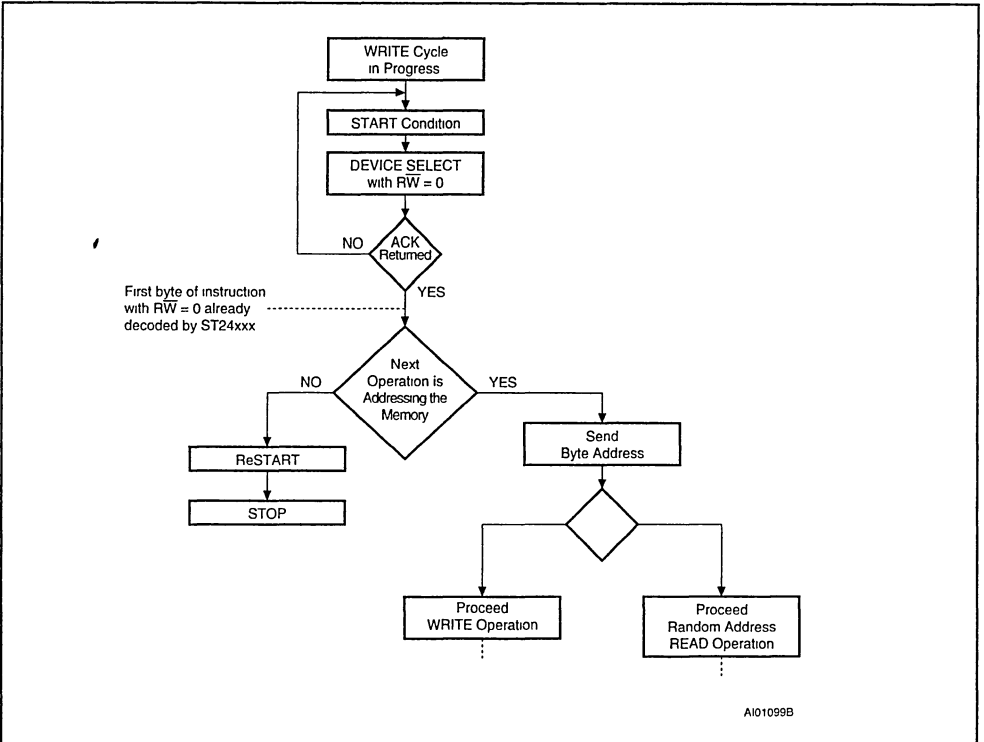 WRITE Cycle
in Progress
START Condition
DEVICE SELECT
with RW̅ = 0
NO
ACK
Returned
YES
First byte of instruction
with RW̅ = 0 already
decoded by ST24xxx
NO
Next
Operation is
Addressing the
Memory
YES
Send
Byte Address
ReSTART
STOP
Proceed
WRITE Operation
Proceed
Random Address
READ Operation
AI01099B